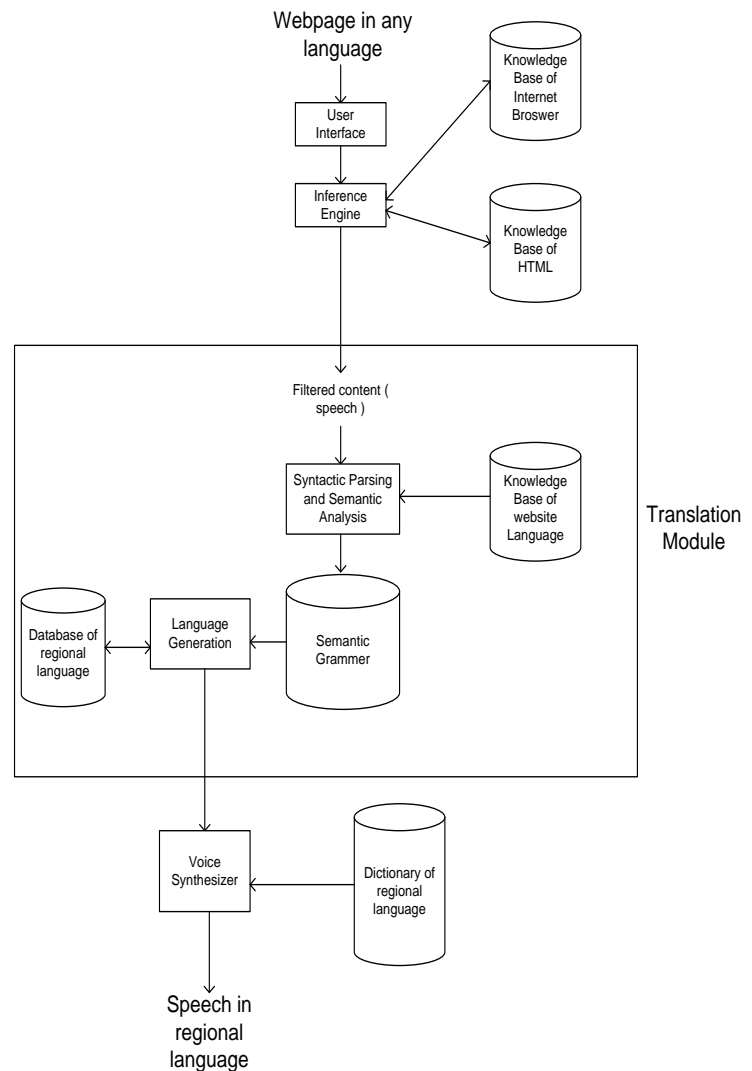 Webpage in any
language
Knowledge
Base of
Internet
Broswer
User
Interface
Inference
Engine
Knowledge
Base of
HTML
Filtered content (
speech )
Syntactic Parsing
and Semantic
Analysis
Knowledge
Base of
website
Language
Translation
Module
Database of
regional
language
Language
Generation
Semantic
Grammer
Voice
Synthesizer
Dictionary of
regional
language
Speech in
regional
language